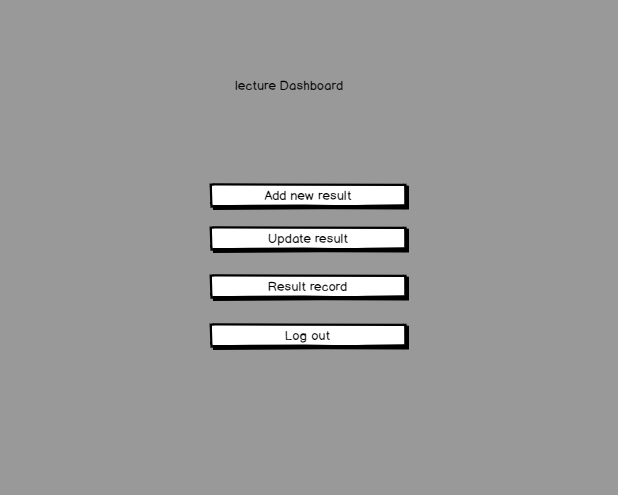 lecture Dashboard
Add new result
Update result
Result record
Log out